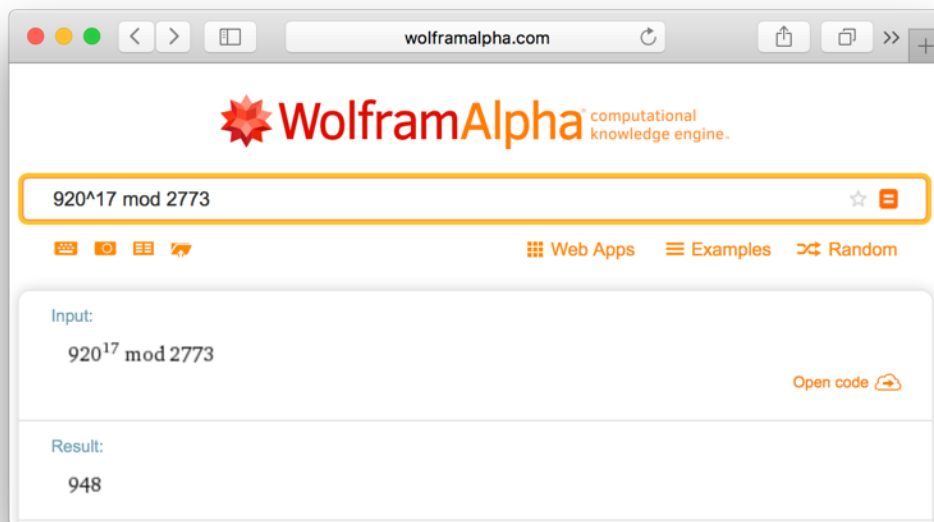 wolframalpha.com
WolframAlpha computational
knowledge engine.
920^17 mod 2773
Web Apps Examples Random
Input:
920¹⁷ mod 2773
Open code
Result:
948